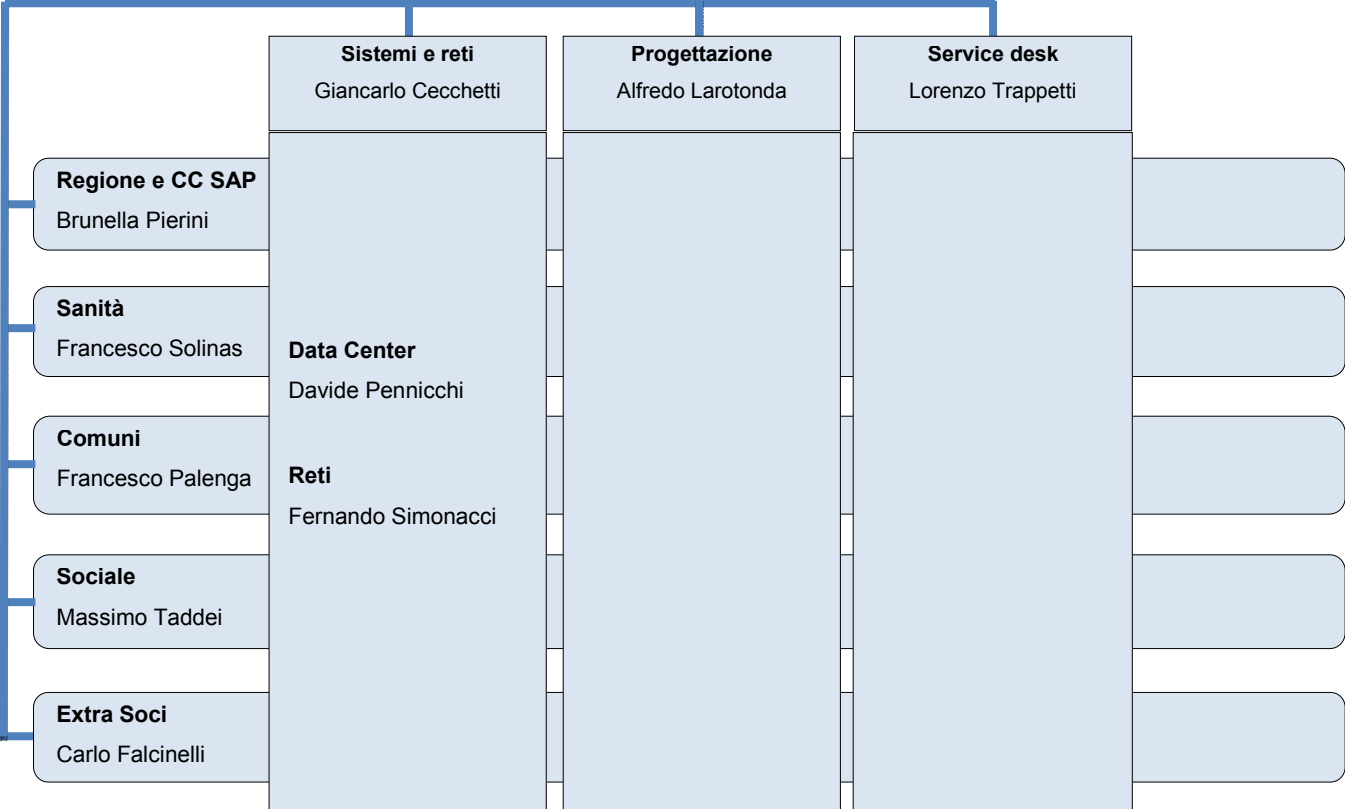 Sistemi e reti
Giancarlo Cecchetti
Progettazione
Alfredo Larotonda
Service desk
Lorenzo Trappetti
Regione e CC SAP
Brunella Pierini
Sanità
Francesco Solinas
Data Center
Davide Pennicchi
Comuni
Francesco Palenga
Reti
Fernando Simonacci
Sociale
Massimo Taddei
Extra Soci
Carlo Falcinelli